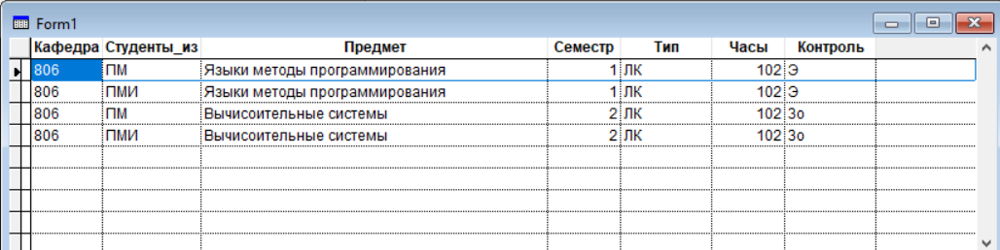 Form1
Кафедра Студенты_из Предмет Семестр Тип Часы Контроль
806 ПМ Языки методы программирования 1 ЛК 102 Э
806 ПМИ Языки методы программирования 1 ЛК 102 Э
806 ПМ Вычисоительные системы 2 ЛК 102 Зо
806 ПМИ Вычисоительные системы 2 ЛК 102 Зо